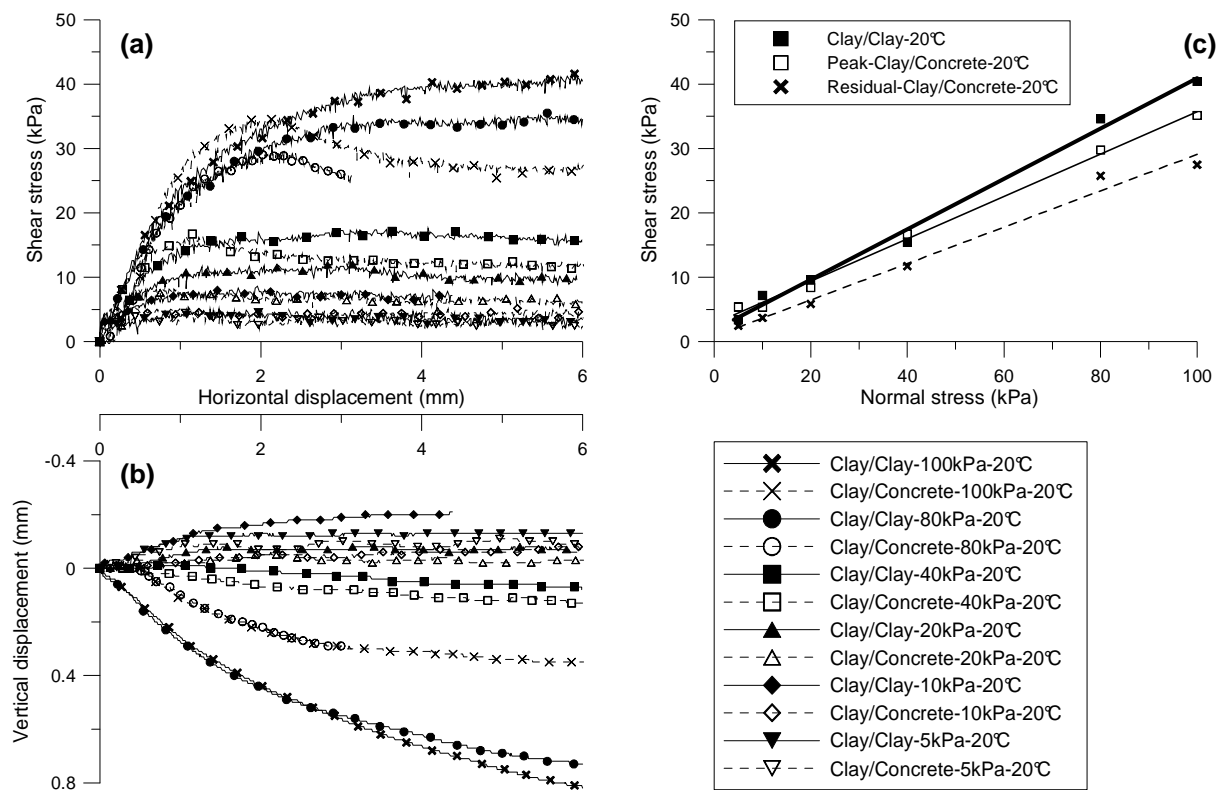 (a)
50
40
30
20
10
0
Shear stress (kPa)
0 2 4 6
Horizontal displacement (mm)
0 2 4 6
(b)
-0.4
0
0.4
0.8
Vertical displacement (mm)
(c)
Clay/Clay-20℃
Peak-Clay/Concrete-20℃
Residual-Clay/Concrete-20℃
50
40
30
20
10
0
Shear stress (kPa)
0 20 40 60 80 100
Normal stress (kPa)
Clay/Clay-100kPa-20℃
Clay/Concrete-100kPa-20℃
Clay/Clay-80kPa-20℃
Clay/Concrete-80kPa-20℃
Clay/Clay-40kPa-20℃
Clay/Concrete-40kPa-20℃
Clay/Clay-20kPa-20℃
Clay/Concrete-20kPa-20℃
Clay/Clay-10kPa-20℃
Clay/Concrete-10kPa-20℃
Clay/Clay-5kPa-20℃
Clay/Concrete-5kPa-20℃